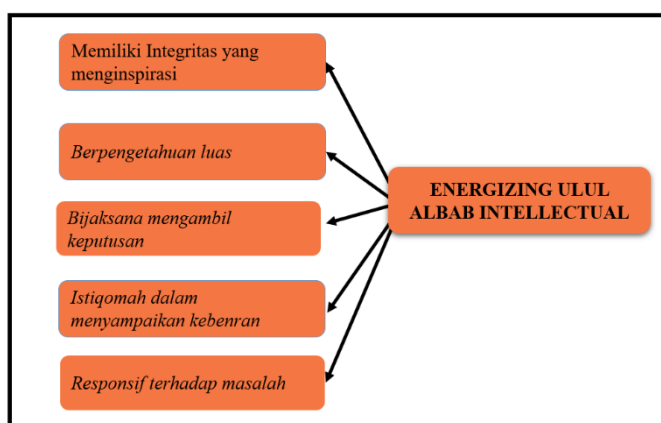 Memiliki Integritas yang
menginspirasi
Berpengetahuan luas
Bijaksana mengambil
keputusan
Istiqomah dalam
menyampaikan kebenran
Responsif terhadap masalah
ENERGIZING ULUL
ALBAB INTELLECTUAL